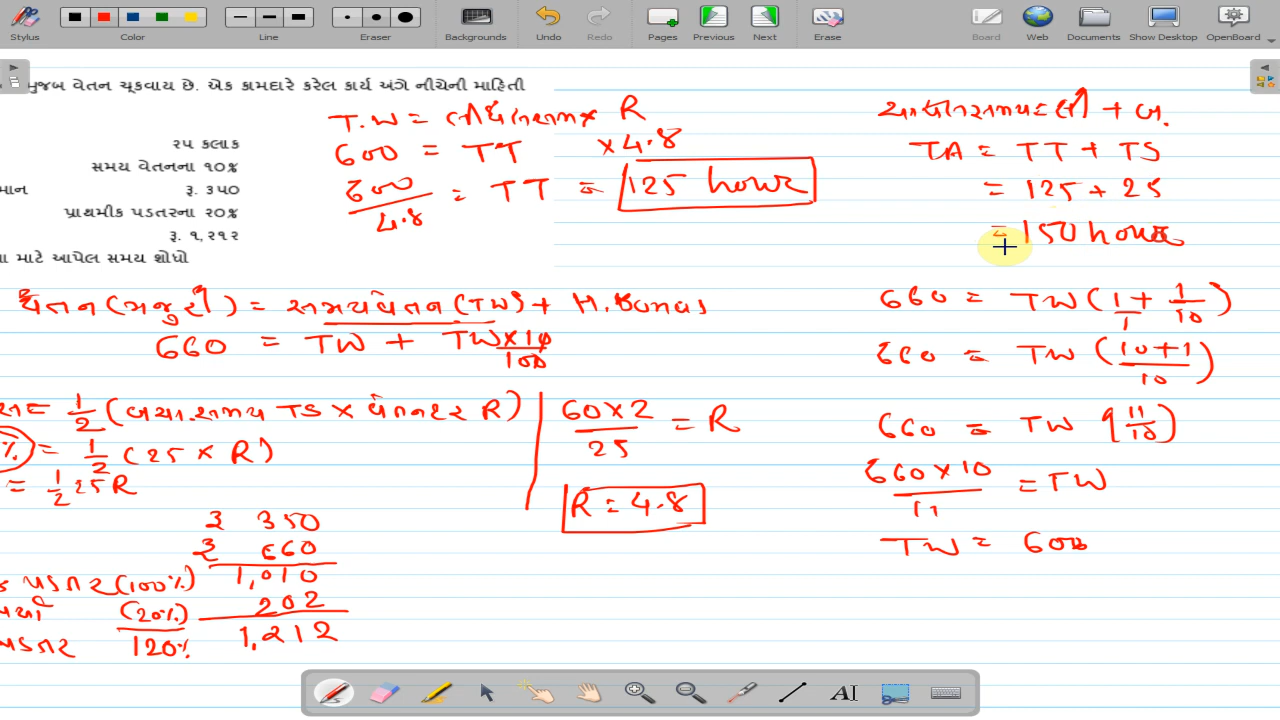 Stylus Color Line Eraser Backgrounds Undo Redo Pages Previous Next Erase Board Web Documents Show Desktop OpenBoard
મુજબ વેતન ચૂકવાય છે. એક કામદારે કરેલ કાર્ય અંગે નીચેની માહિતી
૨૫ કલાક
સમય વેતનના ૧૦%
માન રૂ. ૩૫૦
પ્રાથમીક પડતરના ૨૦%
રૂ. ૧,૨૧૨
ા માટે આપેલ સમય શોધો
T.W = × R
600 = TT × 4.8
600/4.8 = TT = 125 hour
+ બ.
TA = TT + TS
= 125 + 25
= 150 hour
વેતન (મજુરી) = સમયવેતન (TW) + H. Bonus
660 = TW + TW × 10/100
660 = TW (1/1 + 1/10)
660 = TW (10+1/10)
660 = TW (11/10)
660×10/11 = TW
TW = 600
= 1/2 (બચા. સમય TS × વેતનદર R)
% = 1/2 (25 × R)
= 1/2 25R
60×2/25 = R
R = 4.8
350
660
પડતર (100%) 1,010
(20%) 202
પડતર 120% 1,212